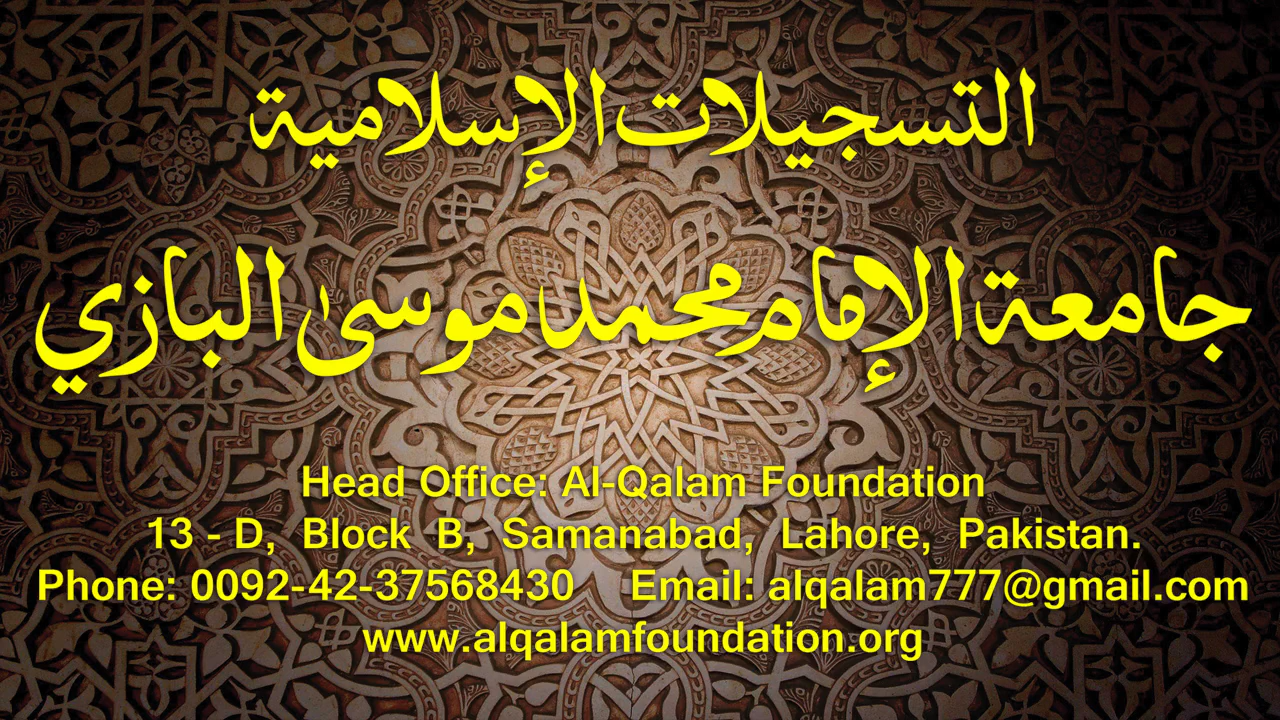 التسجيلات الإسلامية
جامعة الإمام محمد موسى البازي
Head Office: Al-Qalam Foundation
13 - D, Block B, Samanabad, Lahore, Pakistan.
Phone: 0092-42-37568430 Email: alqalam777@gmail.com
www.alqalamfoundation.org